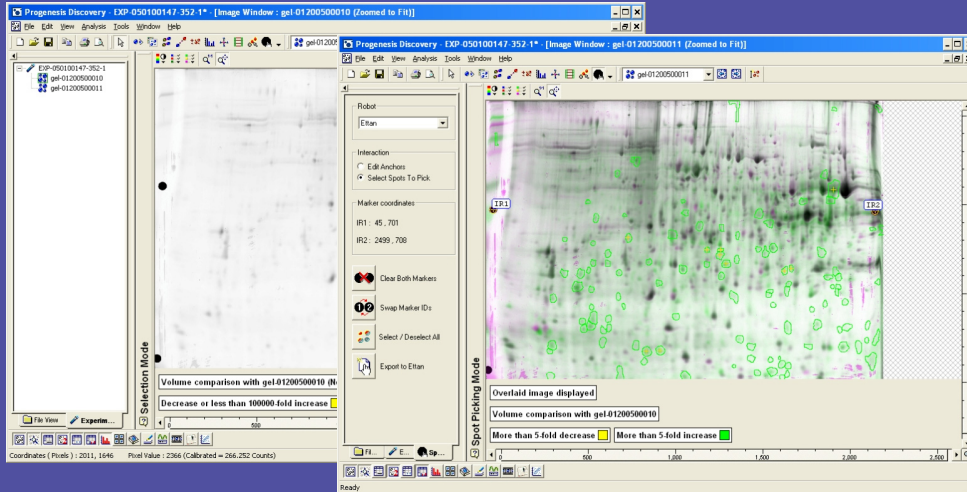 Progenesis Discovery - EXP-050100147-352-1* - [Image Window : gel-01200500010 (Zoomed to Fit)]
File Edit View Analysis Tools Window Help
EXP-050100147-352-1
gel-01200500010
gel-01200500011
Selection Mode
Volume comparison with gel-01200500010
Decrease or less than 100000-fold increase
0 500
File View Experim...
Coordinates ( Pixels ) : 2011, 1646 Pixel Value : 2366 (Calibrated = 266.252 Counts)
Progenesis Discovery - EXP-050100147-352-1* - [Image Window : gel-01200500011 (Zoomed to Fit)]
File Edit View Analysis Tools Window Help
gel-01200500011
Robot
Ettan
Interaction
Edit Anchors
Select Spots To Pick
Marker coordinates
IR1 : 45 , 701
IR2 : 2499 , 708
Clear Both Markers
Swap Marker IDs
Select / Deselect All
Export to Ettan
IR1
IR2
Spot Picking Mode
Overlaid image displayed
Volume comparison with gel-01200500010
More than 5-fold decrease More than 5-fold increase
0 500 1,000 1,500 2,000 2,500
Fil... E... Sp...
Ready